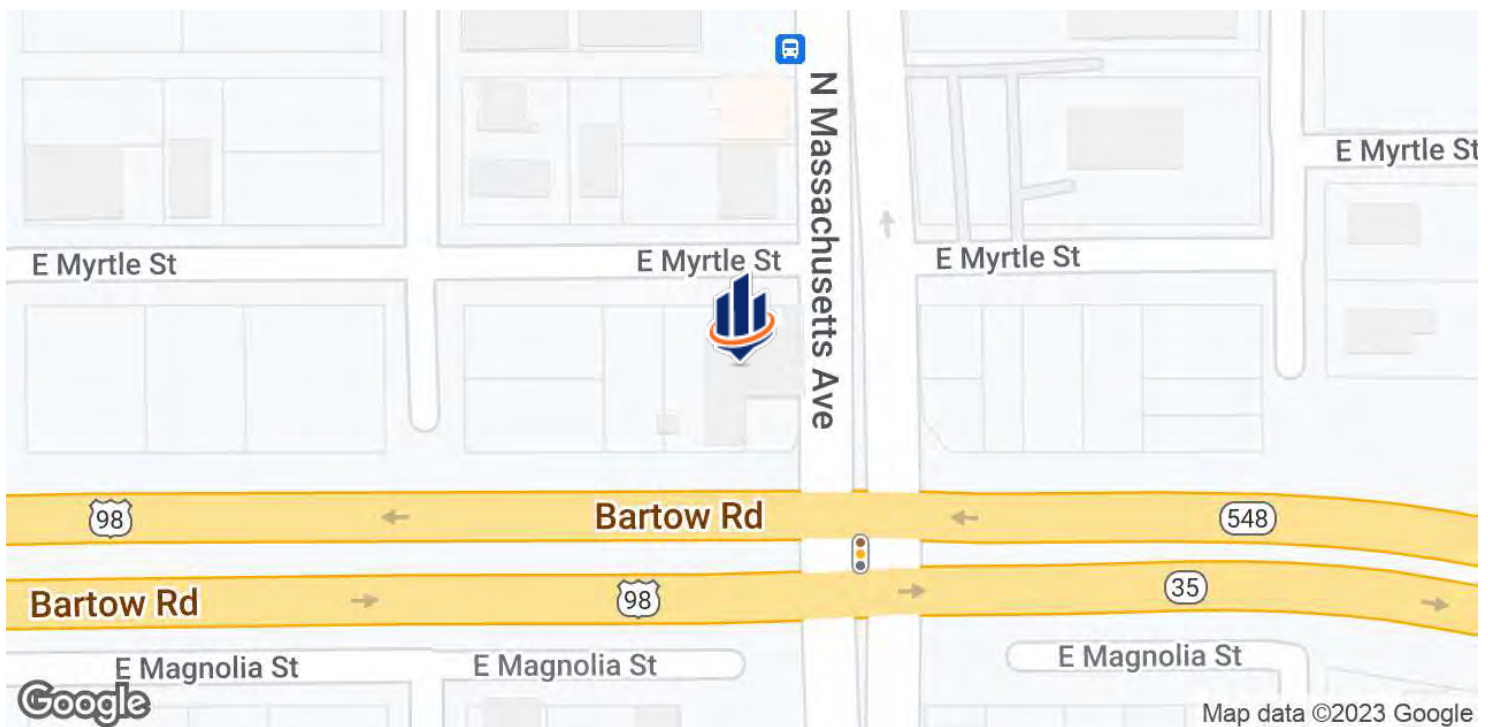 N Massachusetts Ave
E Myrtle St
E Myrtle St
E Myrtle St
E Myrtle St
98
Bartow Rd
548
Bartow Rd
98
35
E Magnolia St
E Magnolia St
E Magnolia St
Google
Map data ©2023 Google